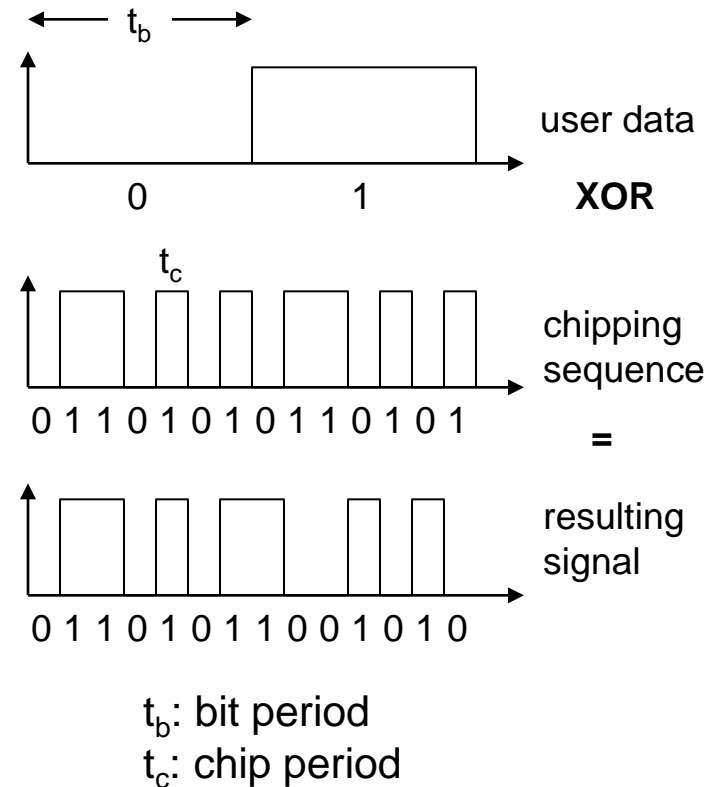 t_b
user data
0 1 XOR
t_c
chipping
sequence
0 1 1 0 1 0 1 0 1 1 0 1 0 1
=
resulting
signal
0 1 1 0 1 0 1 1 0 0 1 0 1 0
t_b: bit period
t_c: chip period